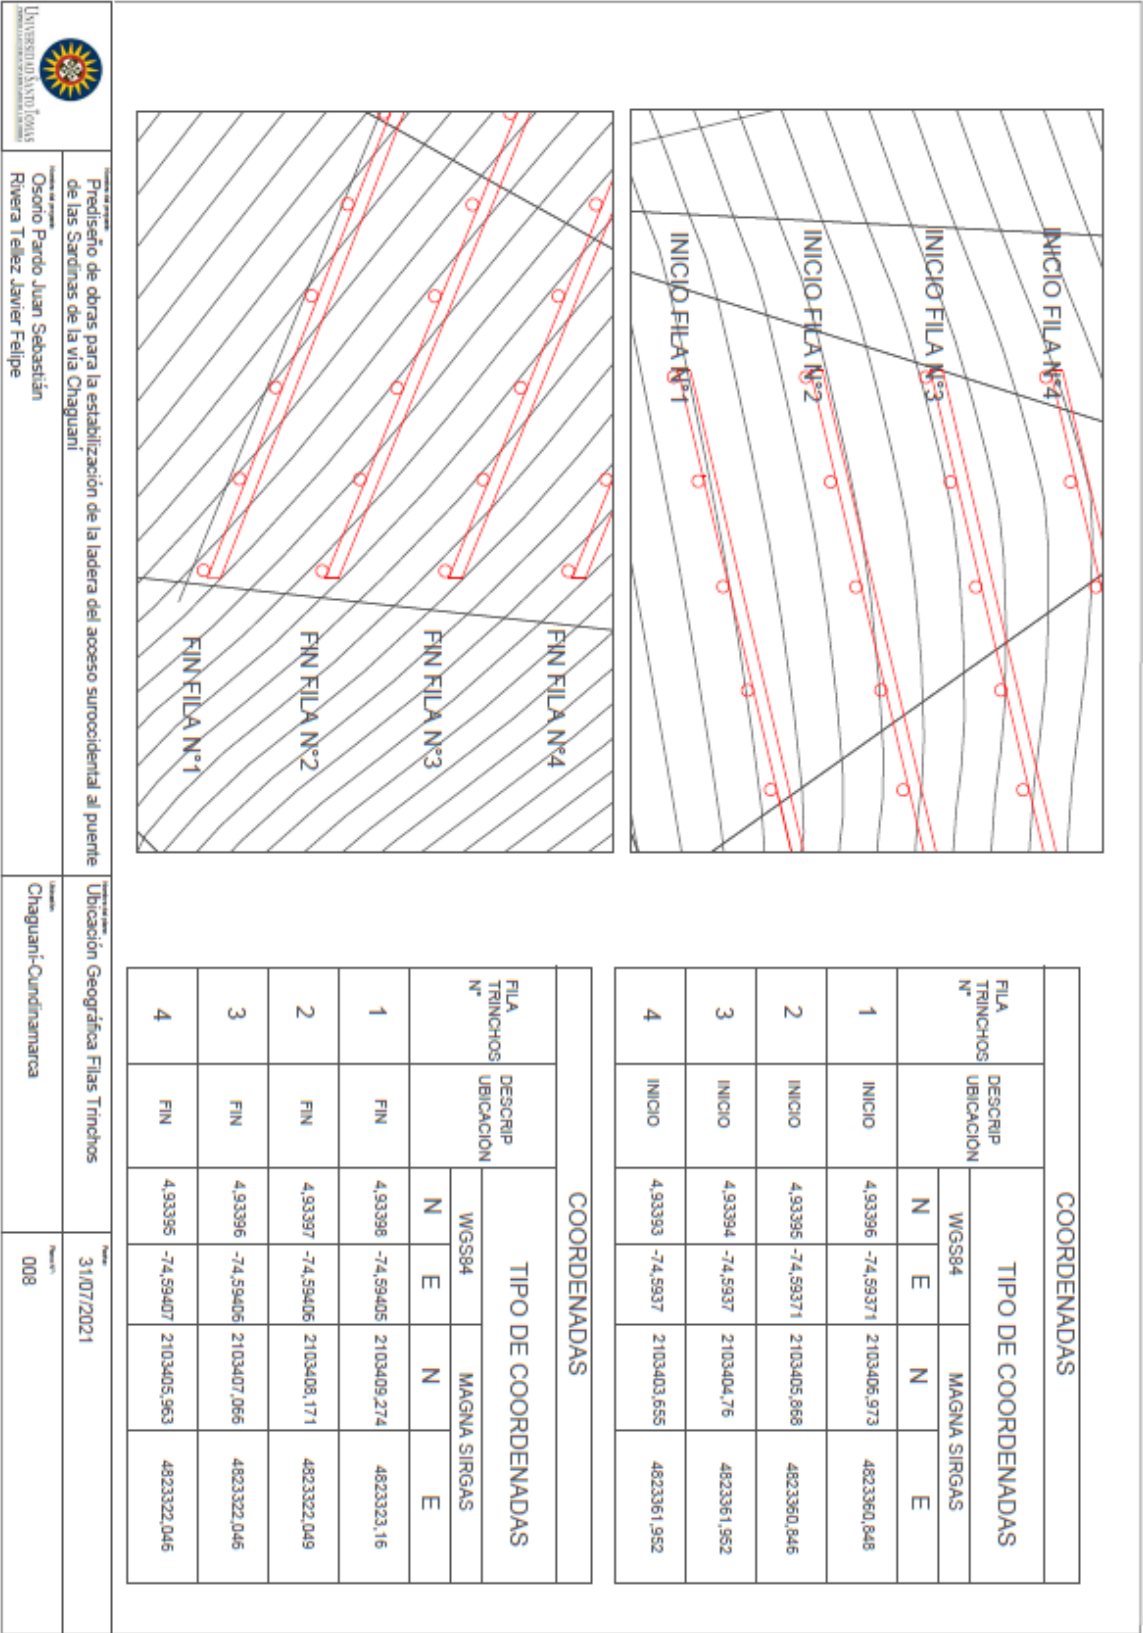 INICIO FILA N°4
INICIO FILA N°3
INICIO FILA N°2
INICIO FILA N°1
COORDENADAS
FILA TRINCHOS N° DESCRIP UBICACIÓN TIPO DE COORDENADAS
WGS84 MAGNA SIRGAS
N E N E
1 INICIO 4,93396 -74,59371 2103406,973 4823360,848
2 INICIO 4,93395 -74,59371 2103405,868 4823360,846
3 INICIO 4,93394 -74,5937 2103404,76 4823361,952
4 INICIO 4,93393 -74,5937 2103403,655 4823361,952
FIN FILA N°4
FIN FILA N°3
FIN FILA N°2
FIN FILA N°1
COORDENADAS
FILA TRINCHOS N° DESCRIP UBICACIÓN TIPO DE COORDENADAS
WGS84 MAGNA SIRGAS
N E N E
1 FIN 4,93398 -74,59405 2103409,274 4823323,16
2 FIN 4,93397 -74,59406 2103408,171 4823322,049
3 FIN 4,93396 -74,59406 2103407,066 4823322,046
4 FIN 4,93395 -74,59407 2103405,963 4823322,046
UNIVERSIDAD SANTO TOMÁS
Prediseño de obras para la estabilización de la ladera del acceso suroccidental al puente
de las Sardinas de la vía Chaguaní
Osorio Pardo Juan Sebastián
Rivera Tellez Javier Felipe
Ubicación Geográfica Filas Trinchos
Chaguaní-Cundinamarca
31/07/2021
008